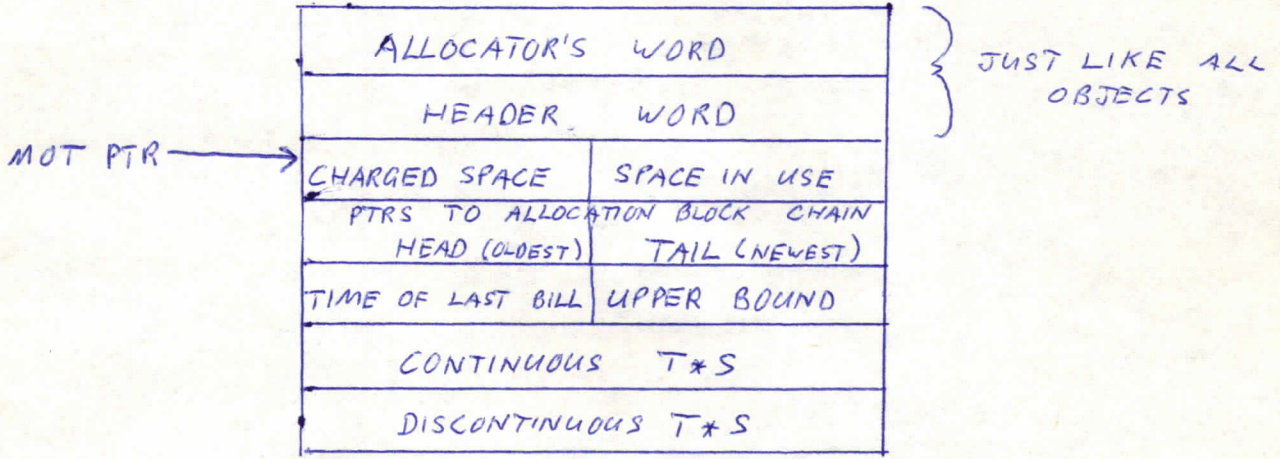 ALLOCATOR'S WORD
JUST LIKE ALL
OBJECTS
HEADER WORD
MOT PTR
CHARGED SPACE SPACE IN USE
PTRS TO ALLOCATION BLOCK CHAIN
HEAD (OLDEST) TAIL (NEWEST)
TIME OF LAST BILL UPPER BOUND
CONTINUOUS T*S
DISCONTINUOUS T*S